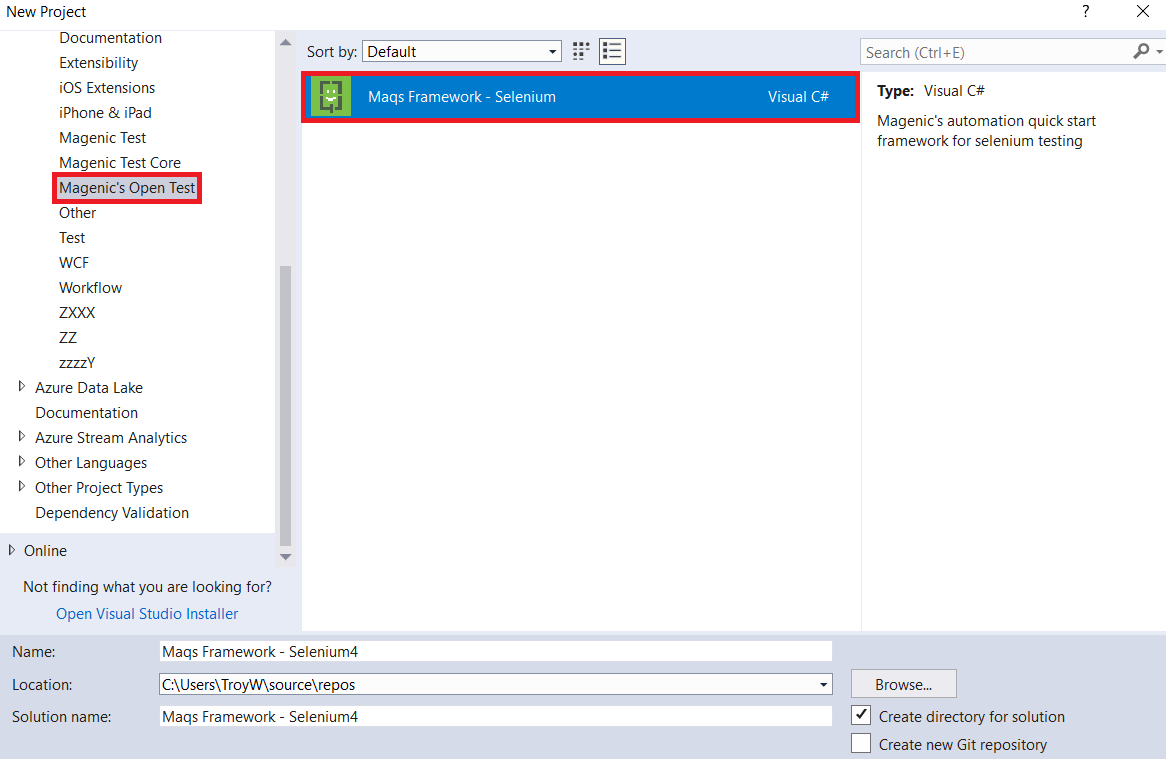 New Project
?
Documentation
Extensibility
iOS Extensions
iPhone & iPad
Magenic Test
Magenic Test Core
Magenic's Open Test
Other
Test
WCF
Workflow
ZXXX
ZZ
zzzzY
Azure Data Lake
Documentation
Azure Stream Analytics
Other Languages
Other Project Types
Dependency Validation
Online
Not finding what you are looking for?
Open Visual Studio Installer
Sort by: Default
Maqs Framework - Selenium Visual C#
Search (Ctrl+E)
Type: Visual C#
Magenic's automation quick start
framework for selenium testing
Name: Maqs Framework - Selenium4
Location: C:\Users\TroyW\source\repos
Browse...
Solution name: Maqs Framework - Selenium4
Create directory for solution
Create new Git repository